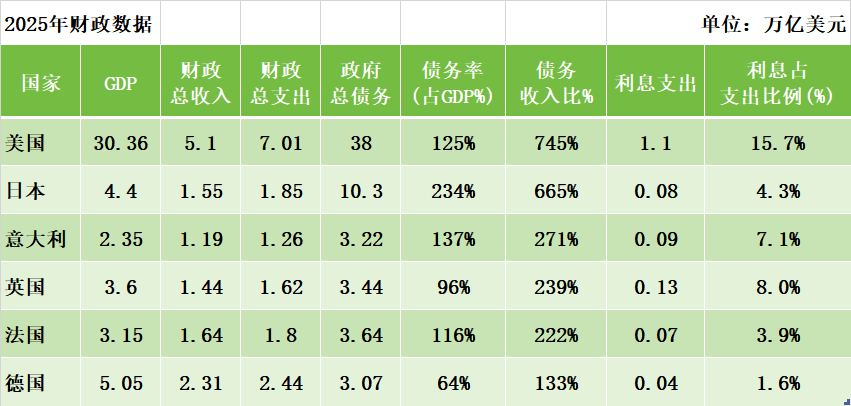 2025年财政数据 单位：万亿美元
国家 GDP 财政总收入 财政总支出 政府总债务 债务率(占GDP%) 债务收入比% 利息支出 利息占支出比例(%)
美国 30.36 5.1 7.01 38 125% 745% 1.1 15.7%
日本 4.4 1.55 1.85 10.3 234% 665% 0.08 4.3%
意大利 2.35 1.19 1.26 3.22 137% 271% 0.09 7.1%
英国 3.6 1.44 1.62 3.44 96% 239% 0.13 8.0%
法国 3.15 1.64 1.8 3.64 116% 222% 0.07 3.9%
德国 5.05 2.31 2.44 3.07 64% 133% 0.04 1.6%